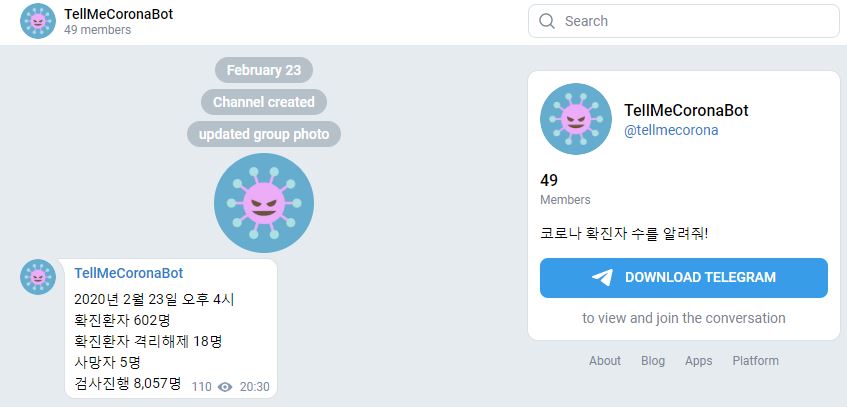 TellMeCoronaBot
49 members
Search
February 23
Channel created
updated group photo
TellMeCoronaBot
2020년 2월 23일 오후 4시
확진환자 602명
확진환자 격리해제 18명
사망자 5명
검사진행 8,057명 110 20:30
TellMeCoronaBot
@tellmecorona
49
Members
코로나 확진자 수를 알려줘!
DOWNLOAD TELEGRAM
to view and join the conversation
About Blog Apps Platform